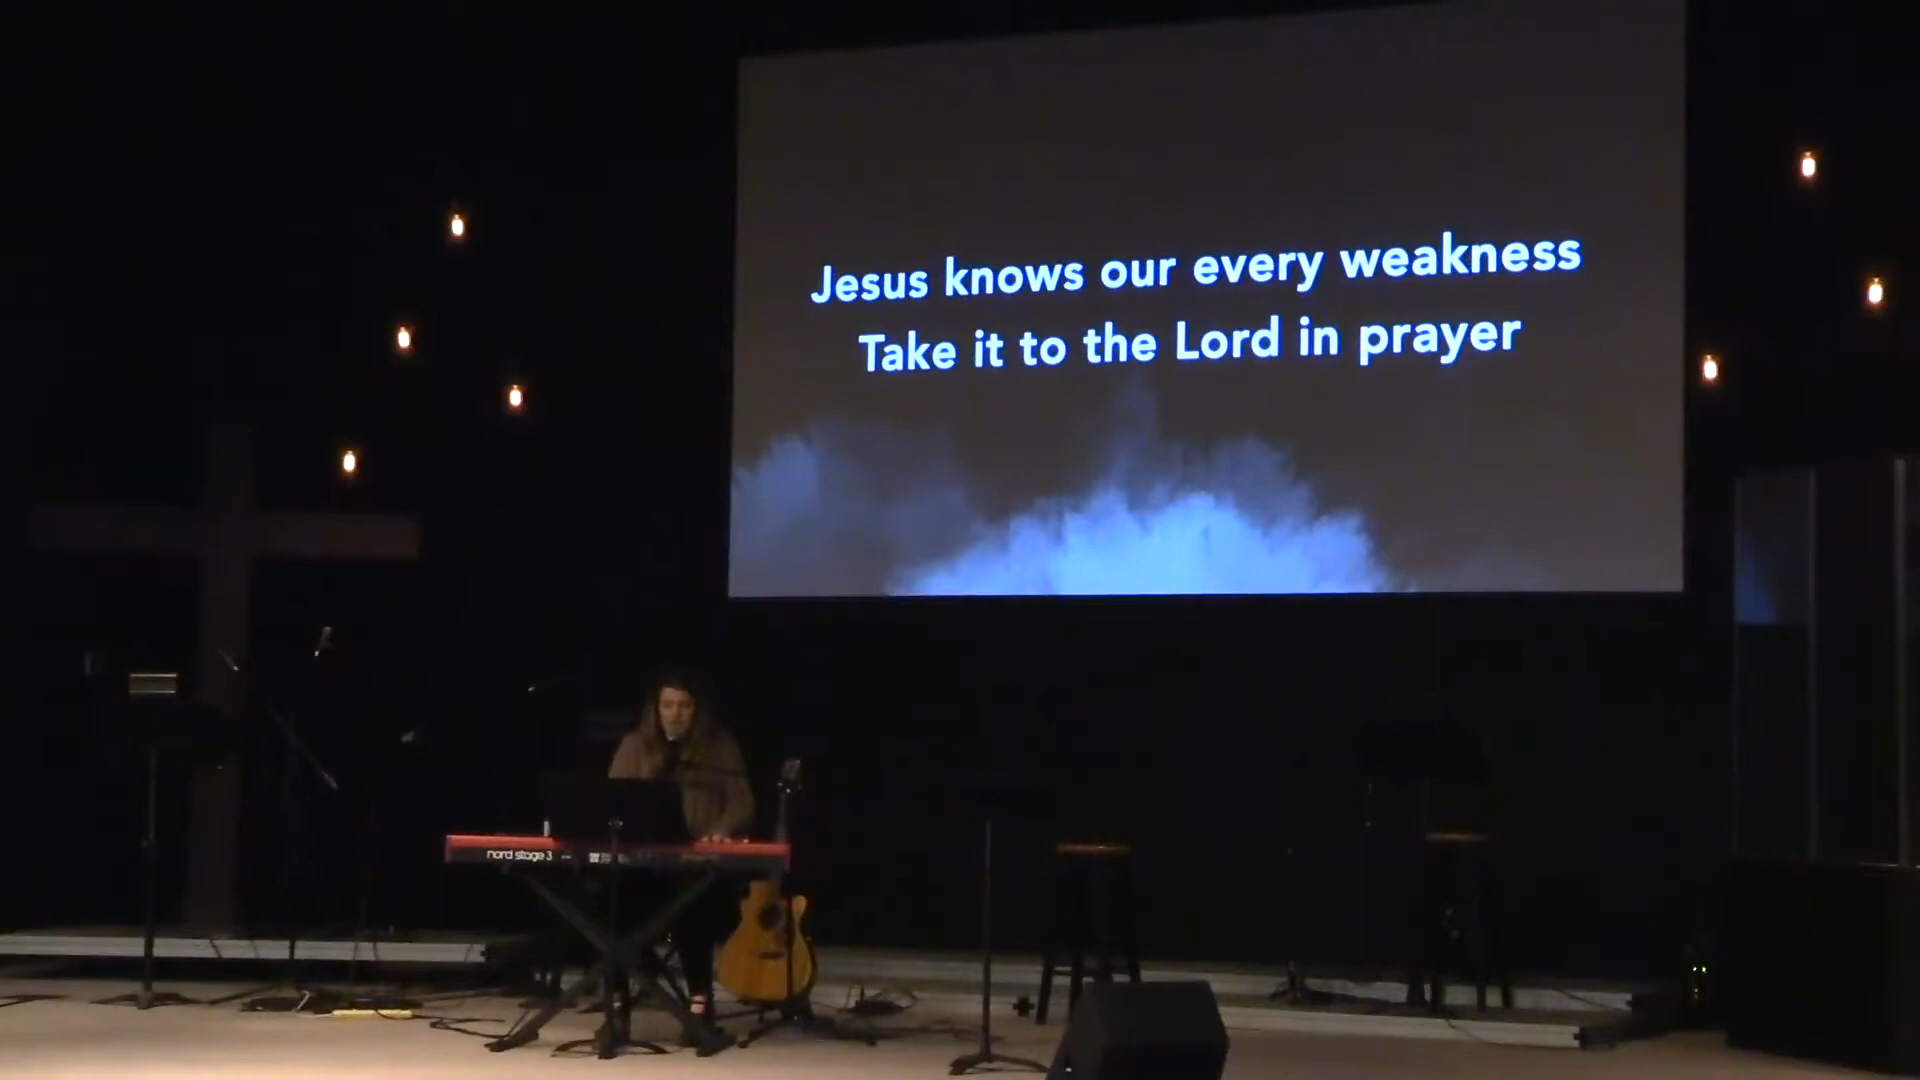 Jesus knows our every weakness
Take it to the Lord in prayer
nord stage 3